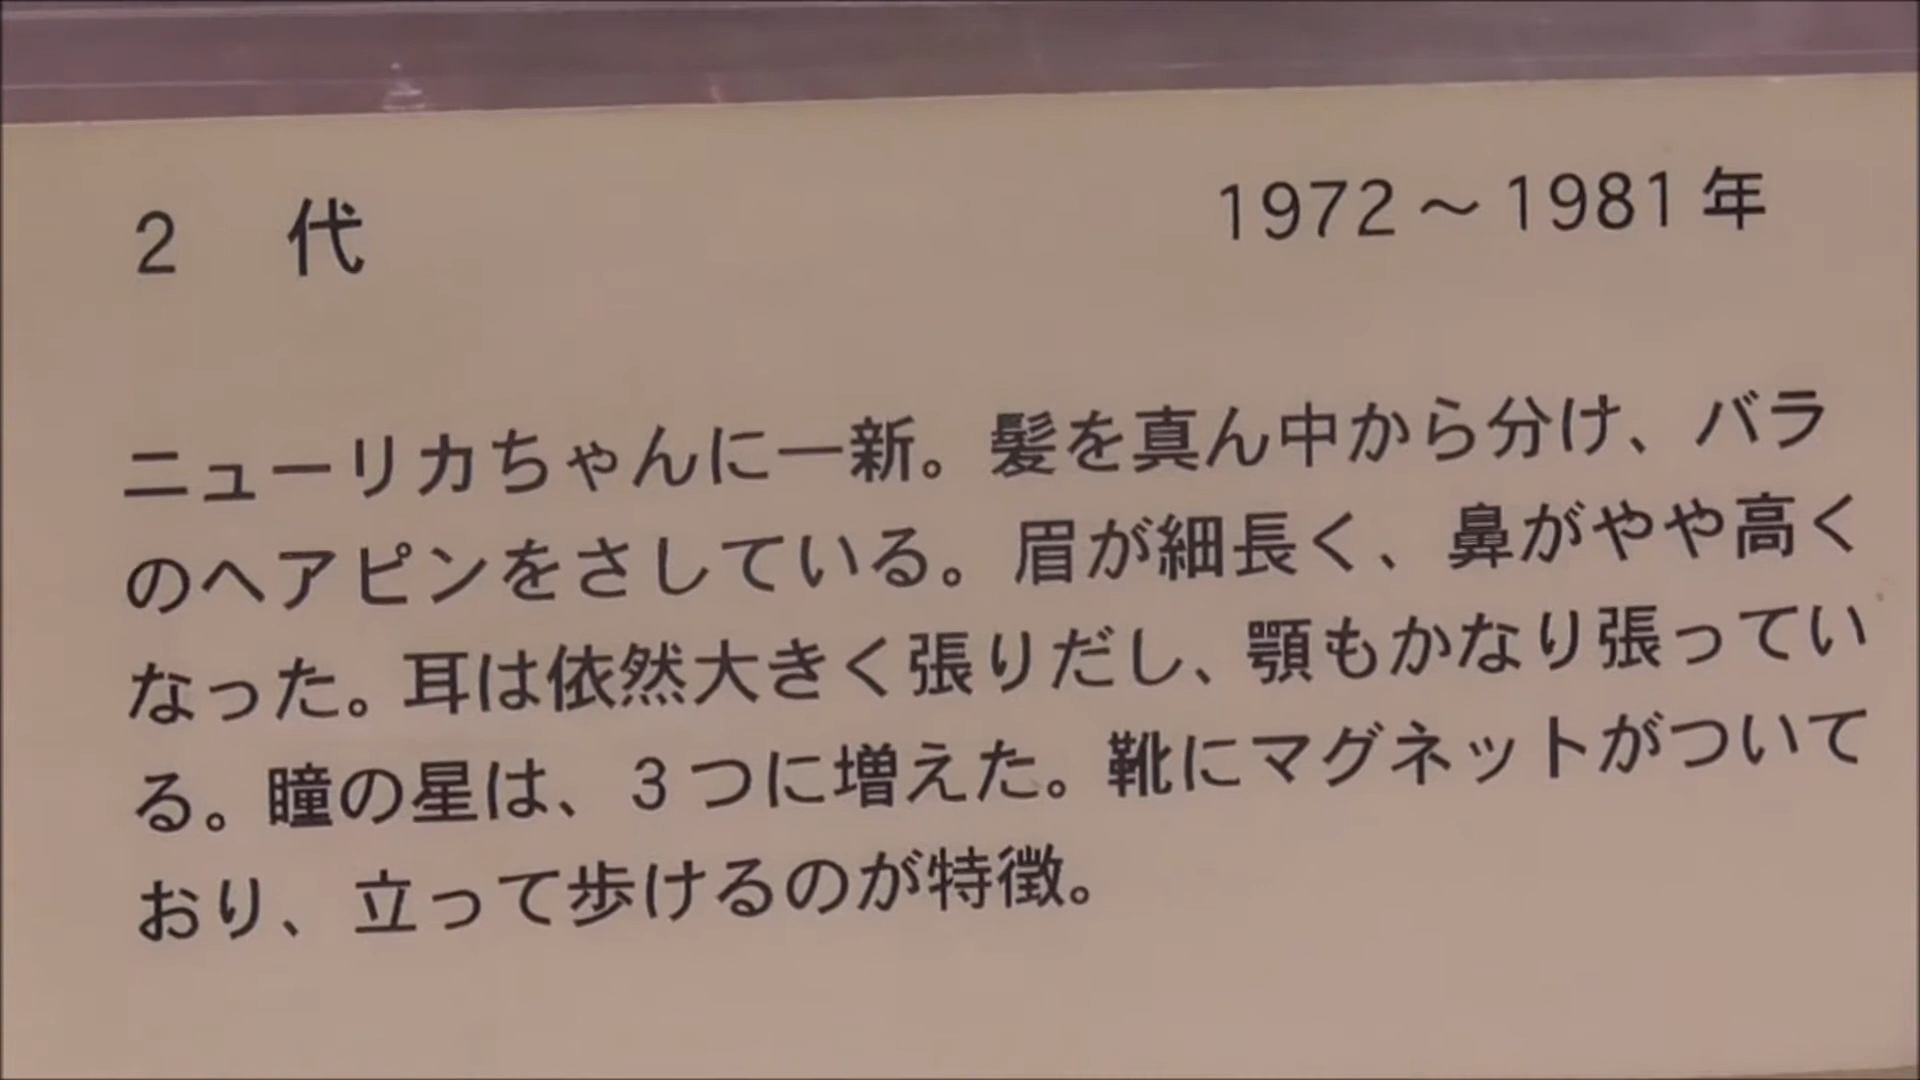 2 代 1972～1981年
ニューリカちゃんに一新。髪を真ん中から分け、バラ
のヘアピンをさしている。眉が細長く、鼻がやや高く
なった。耳は依然大きく張りだし、顎もかなり張ってい
る。瞳の星は、3つに増えた。靴にマグネットがついて
おり、立って歩けるのが特徴。